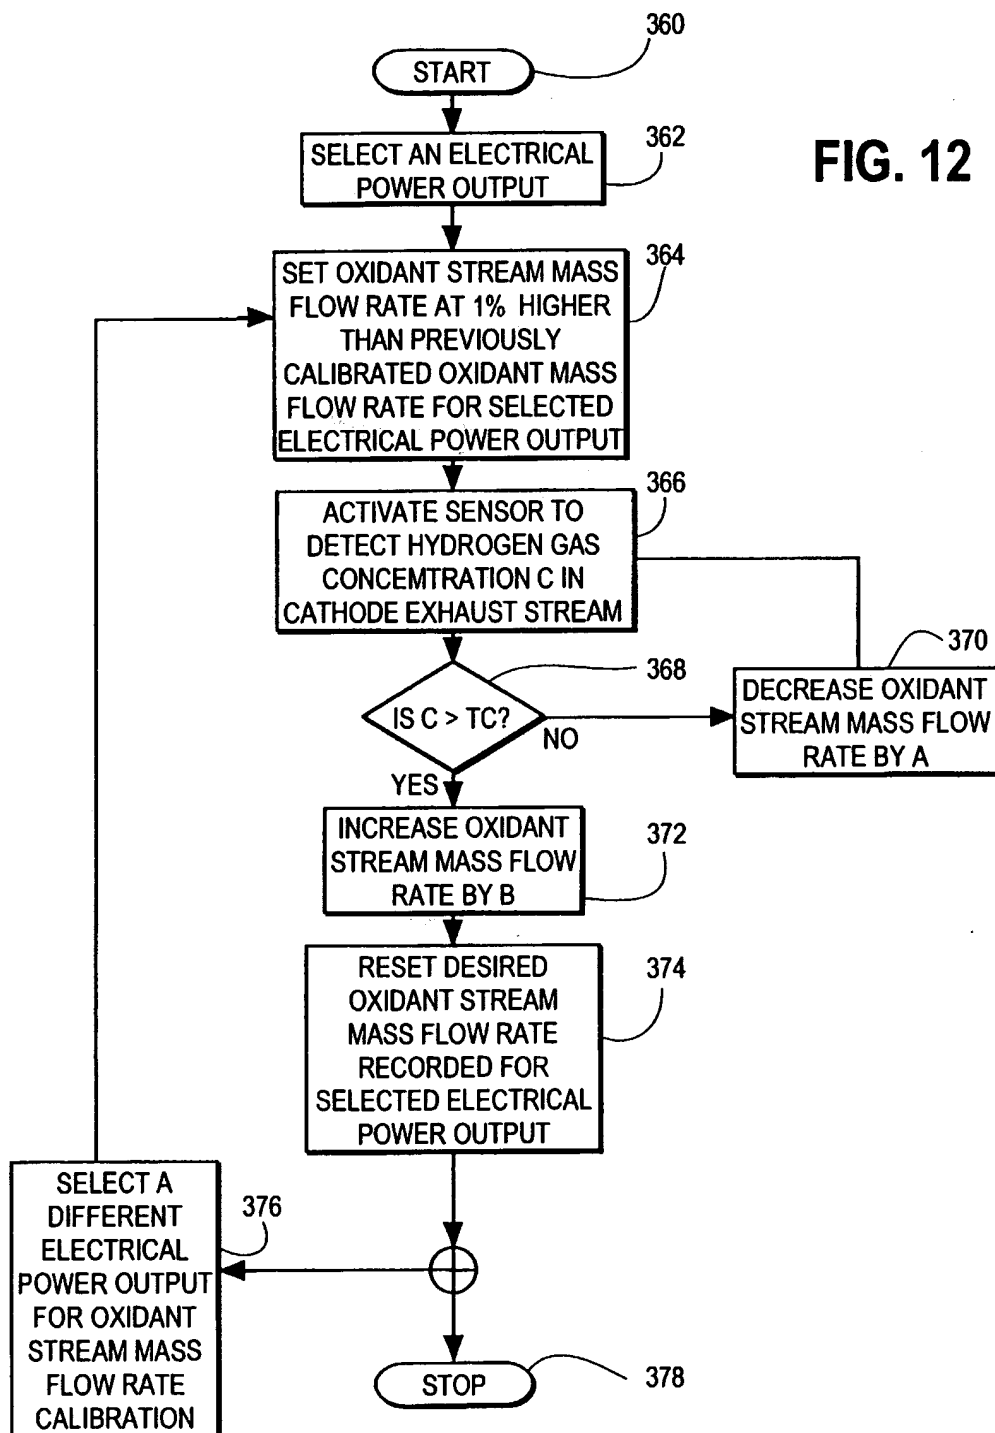 360
START
FIG. 12
362
SELECT AN ELECTRICAL
POWER OUTPUT
364
SET OXIDANT STREAM MASS
FLOW RATE AT 1% HIGHER
THAN PREVIOUSLY
CALIBRATED OXIDANT MASS
FLOW RATE FOR SELECTED
ELECTRICAL POWER OUTPUT
366
ACTIVATE SENSOR TO
DETECT HYDROGEN GAS
CONCEMTRATION C IN
CATHODE EXHAUST STREAM
368
IS C > TC?
NO
370
DECREASE OXIDANT
STREAM MASS FLOW
RATE BY A
YES
372
INCREASE OXIDANT
STREAM MASS FLOW
RATE BY B
374
RESET DESIRED
OXIDANT STREAM
MASS FLOW RATE
RECORDED FOR
SELECTED ELECTRICAL
POWER OUTPUT
376
SELECT A
DIFFERENT
ELECTRICAL
POWER OUTPUT
FOR OXIDANT
STREAM MASS
FLOW RATE
CALIBRATION
STOP
378